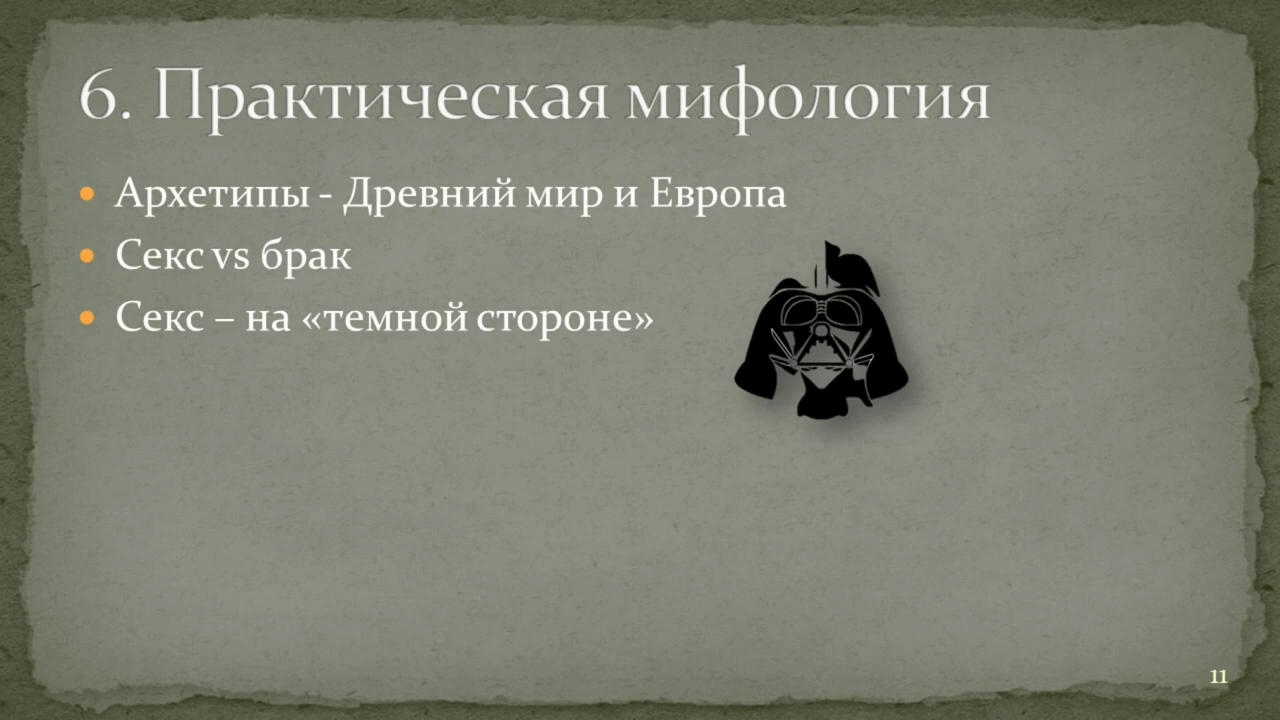 6. Практическая мифология
• Архетипы - Древний мир и Европа
• Секс vs брак
• Секс – на «темной стороне»
11